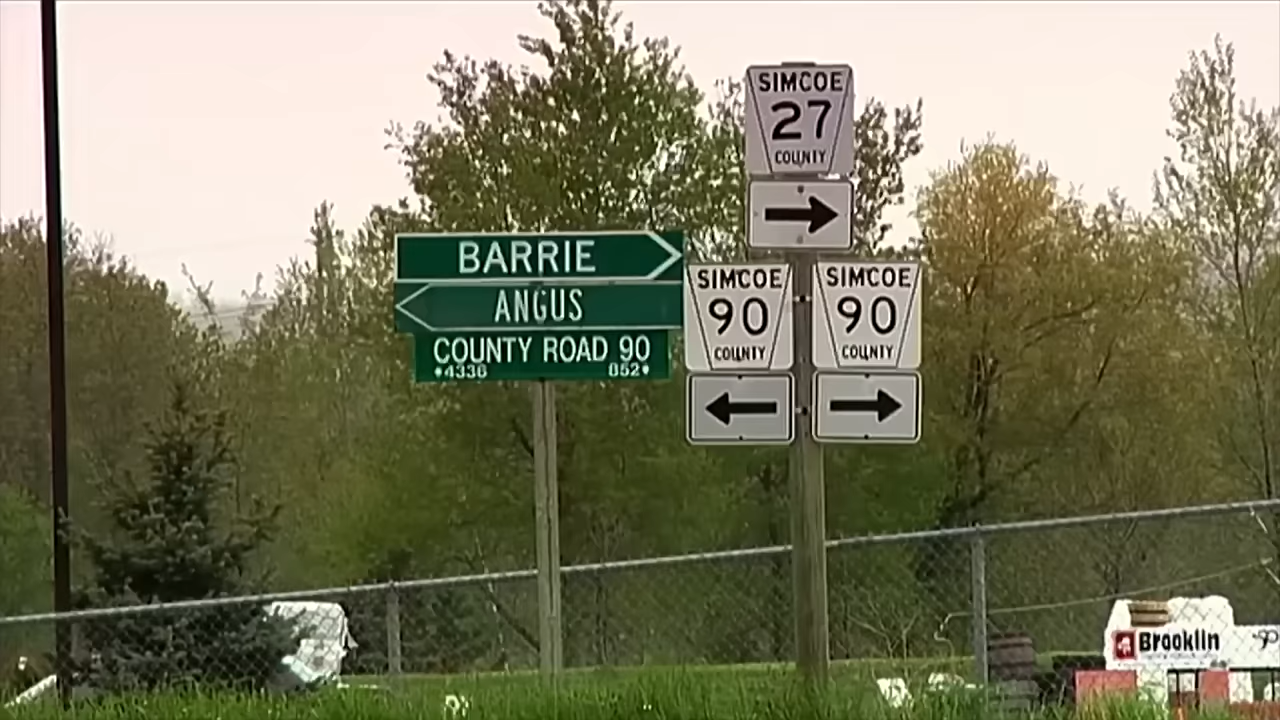 BARRIE
ANGUS
COUNTY ROAD 90
4336 852
SIMCOE
27
COUNTY
SIMCOE
90
COUNTY
SIMCOE
90
COUNTY
Brooklin